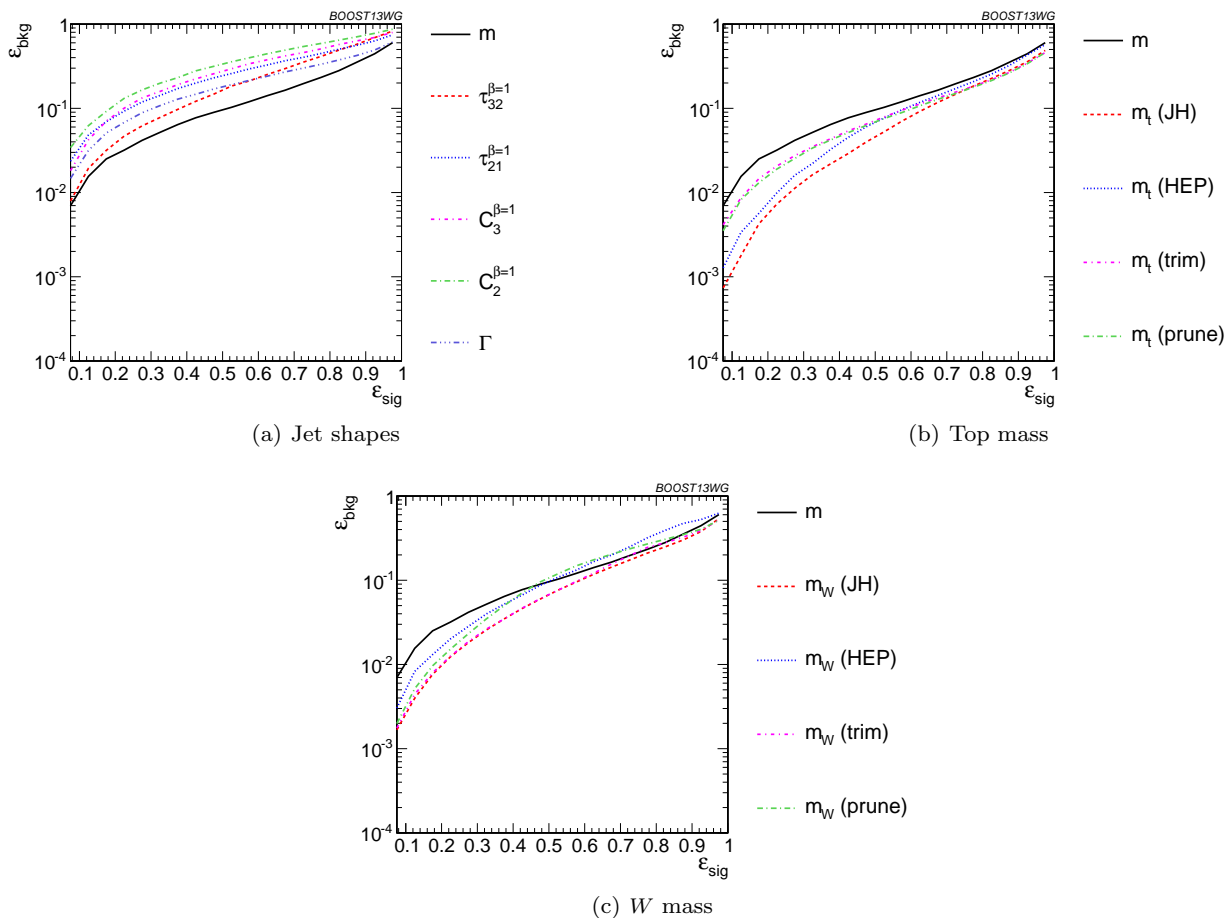 BOOST13WG
ε_bkg
1
10⁻¹
10⁻²
10⁻³
10⁻⁴
0.1 0.2 0.3 0.4 0.5 0.6 0.7 0.8 0.9 1
ε_sig
m
τ₃₂^β=1
τ₂₁^β=1
C₃^β=1
C₂^β=1
Γ
(a) Jet shapes
BOOST13WG
ε_bkg
1
10⁻¹
10⁻²
10⁻³
10⁻⁴
0.1 0.2 0.3 0.4 0.5 0.6 0.7 0.8 0.9 1
ε_sig
m
m_t (JH)
m_t (HEP)
m_t (trim)
m_t (prune)
(b) Top mass
BOOST13WG
ε_bkg
1
10⁻¹
10⁻²
10⁻³
10⁻⁴
0.1 0.2 0.3 0.4 0.5 0.6 0.7 0.8 0.9 1
ε_sig
m
m_W (JH)
m_W (HEP)
m_W (trim)
m_W (prune)
(c) W mass